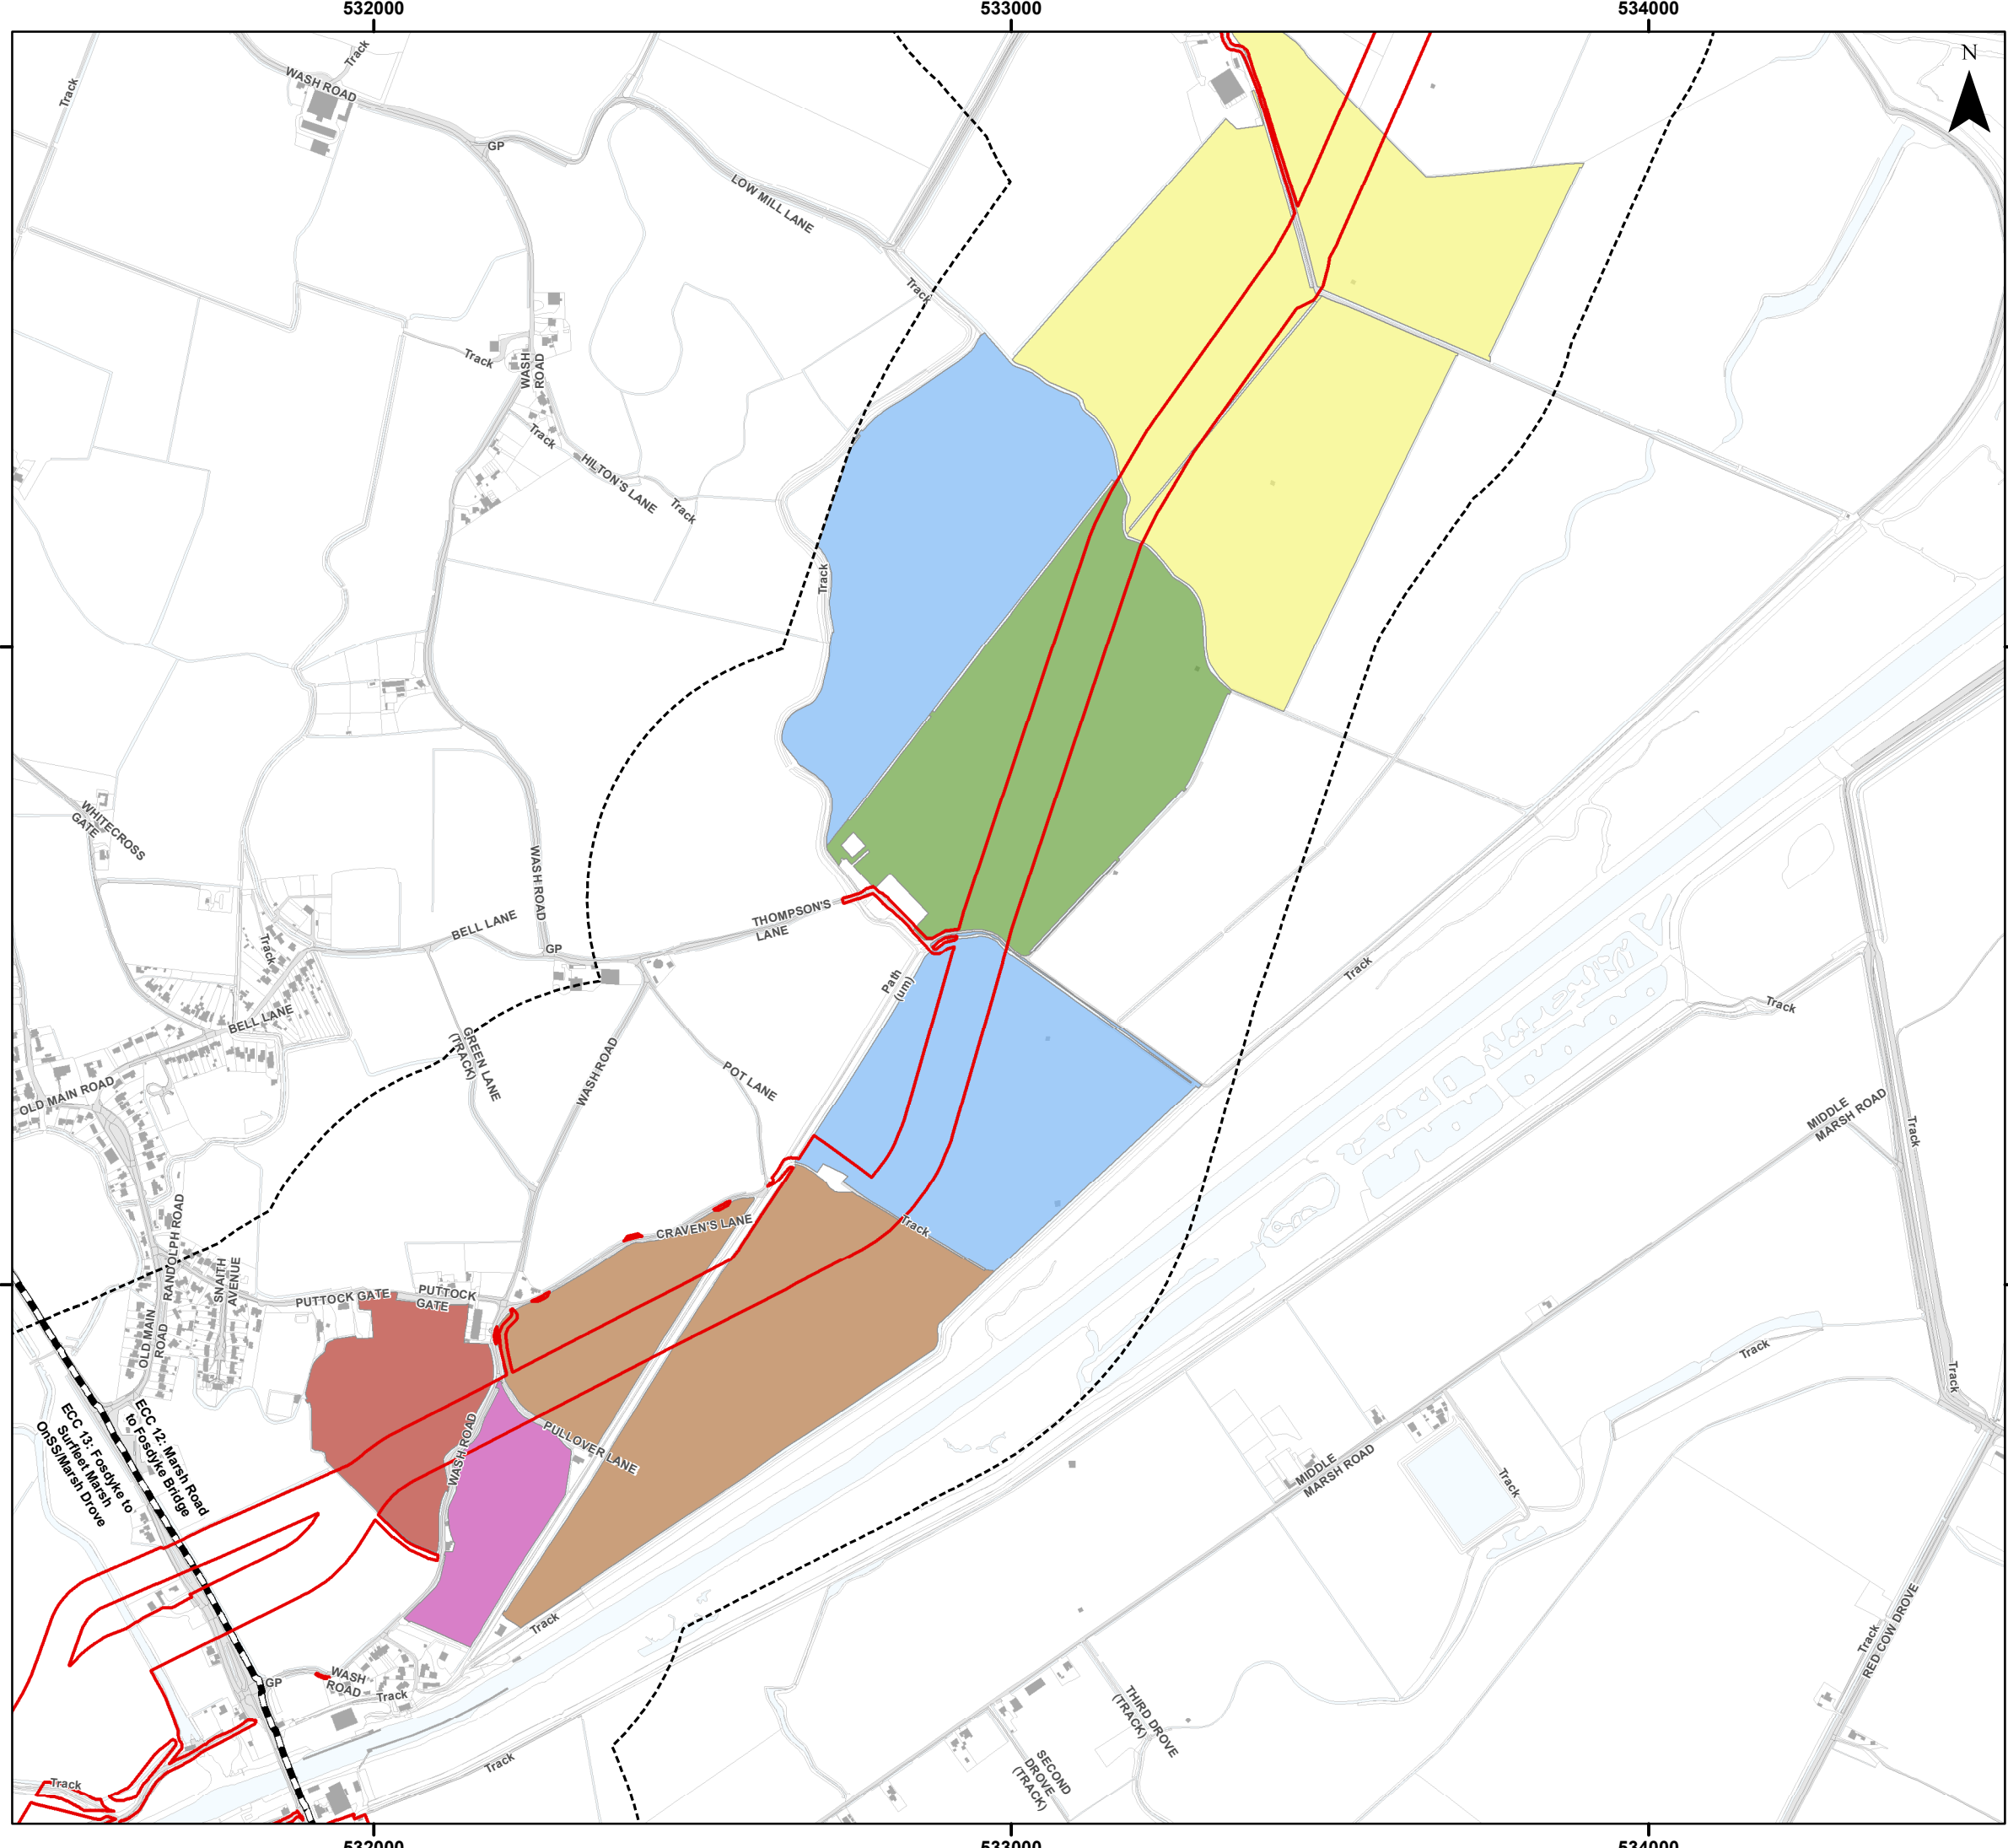 532000
533000
534000
N
Track
Track
WASH ROAD
GP
LOW MILL LANE
Track
Track
WASH
ROAD
Track
HILTON'S LANE
Track
Track
WHITECROSS
GATE
WASH ROAD
BELL LANE
GP
THOMPSON'S
LANE
Track
Path
(um)
Track
Track
BELL LANE
GREEN LANE
(TRACK)
WASH ROAD
POT LANE
OLD MAIN ROAD
MIDDLE
MARSH ROAD
Track
RANDOLPH ROAD
CRAVEN'S LANE
Track
SNAITH
AVENUE
PUTTOCK GATE
PUTTOCK
GATE
OLD MAIN
ROAD
Track
Track
ECC 12: Marsh Road
to Fosdyke Bridge
ECC 13: Fosdyke to
Surfleet Marsh
OnSS/Marsh Drove
WASH ROAD
PULLOVER LANE
MIDDLE
MARSH ROAD
Track
Track
WASH
ROAD
GP
Track
Track
RED COW DROVE
THIRD DROVE
(TRACK)
SECOND
DROVE
(TRACK)
Track
Track
532000
533000
534000